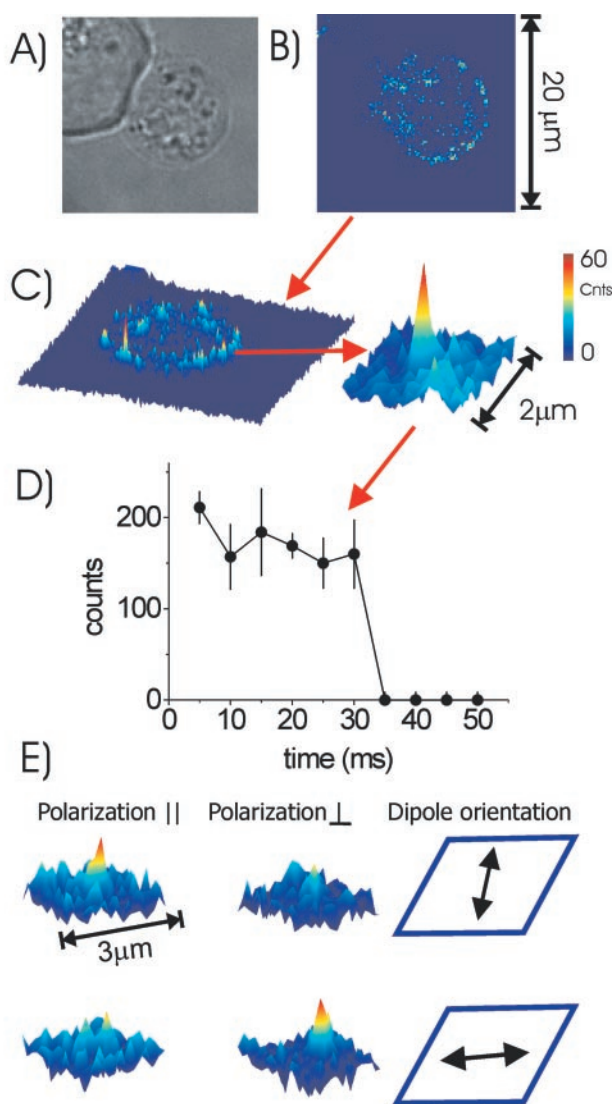 A)
B)
20 μm
C)
60
Cnts
0
2μm
D)
200
100
0
counts
0 10 20 30 40 50
time (ms)
E)
Polarization || Polarization ⊥ Dipole orientation
3μm